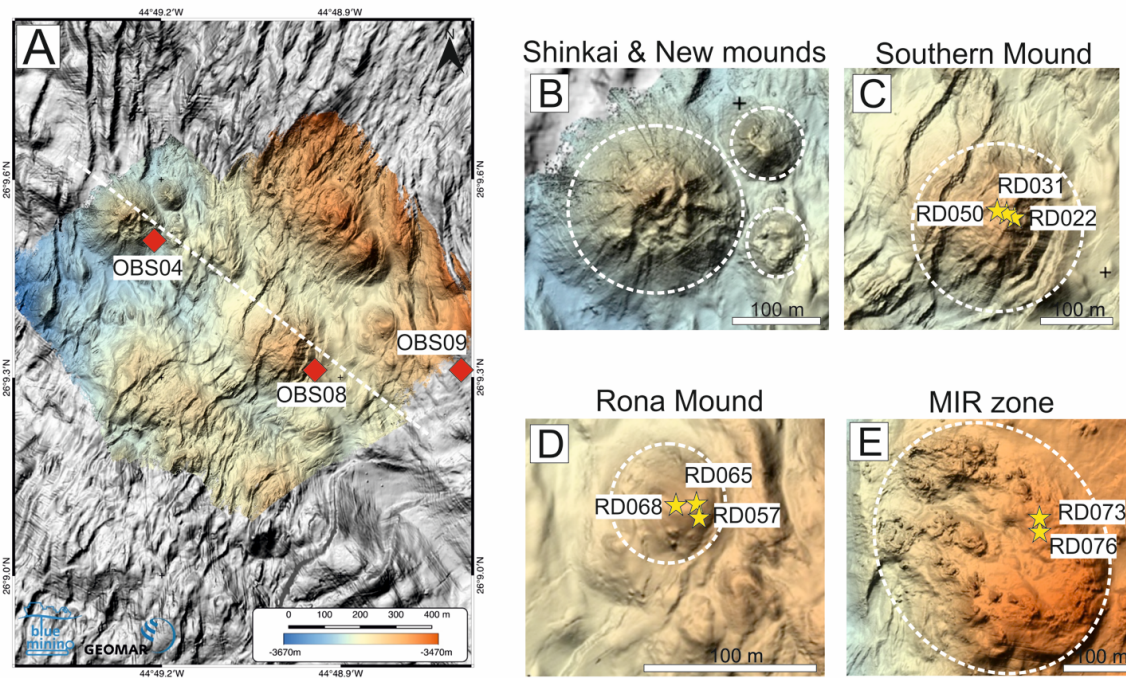 44°49.2'W
44°48.9'W
A
N
26°9.6'N
26°9.6'N
OBS04
OBS09
OBS08
26°9.3'N
26°9.3'N
26°9.0'N
26°9.0'N
blue
mining
GEOMAR
0 100 200 300 400 m
-3670m -3470m
44°49.2'W
44°48.9'W
Shinkai & New mounds
B
100 m
Southern Mound
C
RD031
RD050
RD022
100 m
Rona Mound
D
RD065
RD068
RD057
100 m
MIR zone
E
RD073
RD076
100 m